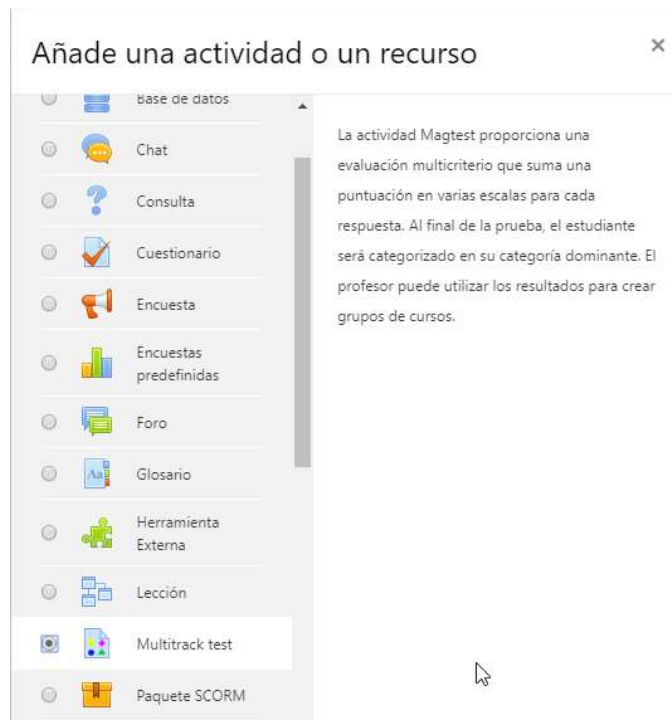 Añade una actividad o un recurso
×
Base de datos
Chat
Consulta
Cuestionario
Encuesta
Encuestas
predefinidas
Foro
Aa
Glosario
Herramienta
Externa
Lección
Multitrack test
Paquete SCORM
La actividad Magtest proporciona una
evaluación multicriterio que suma una
puntuación en varias escalas para cada
respuesta. Al final de la prueba, el estudiante
será categorizado en su categoría dominante. El
profesor puede utilizar los resultados para crear
grupos de cursos.